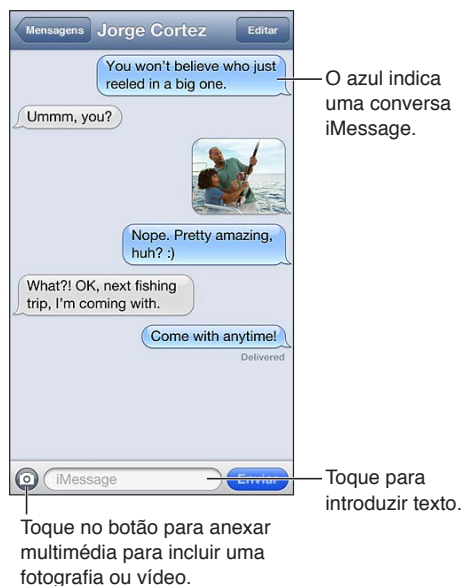 Mensagens Jorge Cortez Editar
You won't believe who just
reeled in a big one.
Ummm, you?
Nope. Pretty amazing,
huh? :)
What?! OK, next fishing
trip, I'm coming with.
Come with anytime!
Delivered
iMessage Enviar
O azul indica
uma conversa
iMessage.
Toque para
introduzir texto.
Toque no botão para anexar
multimédia para incluir uma
fotografia ou vídeo.